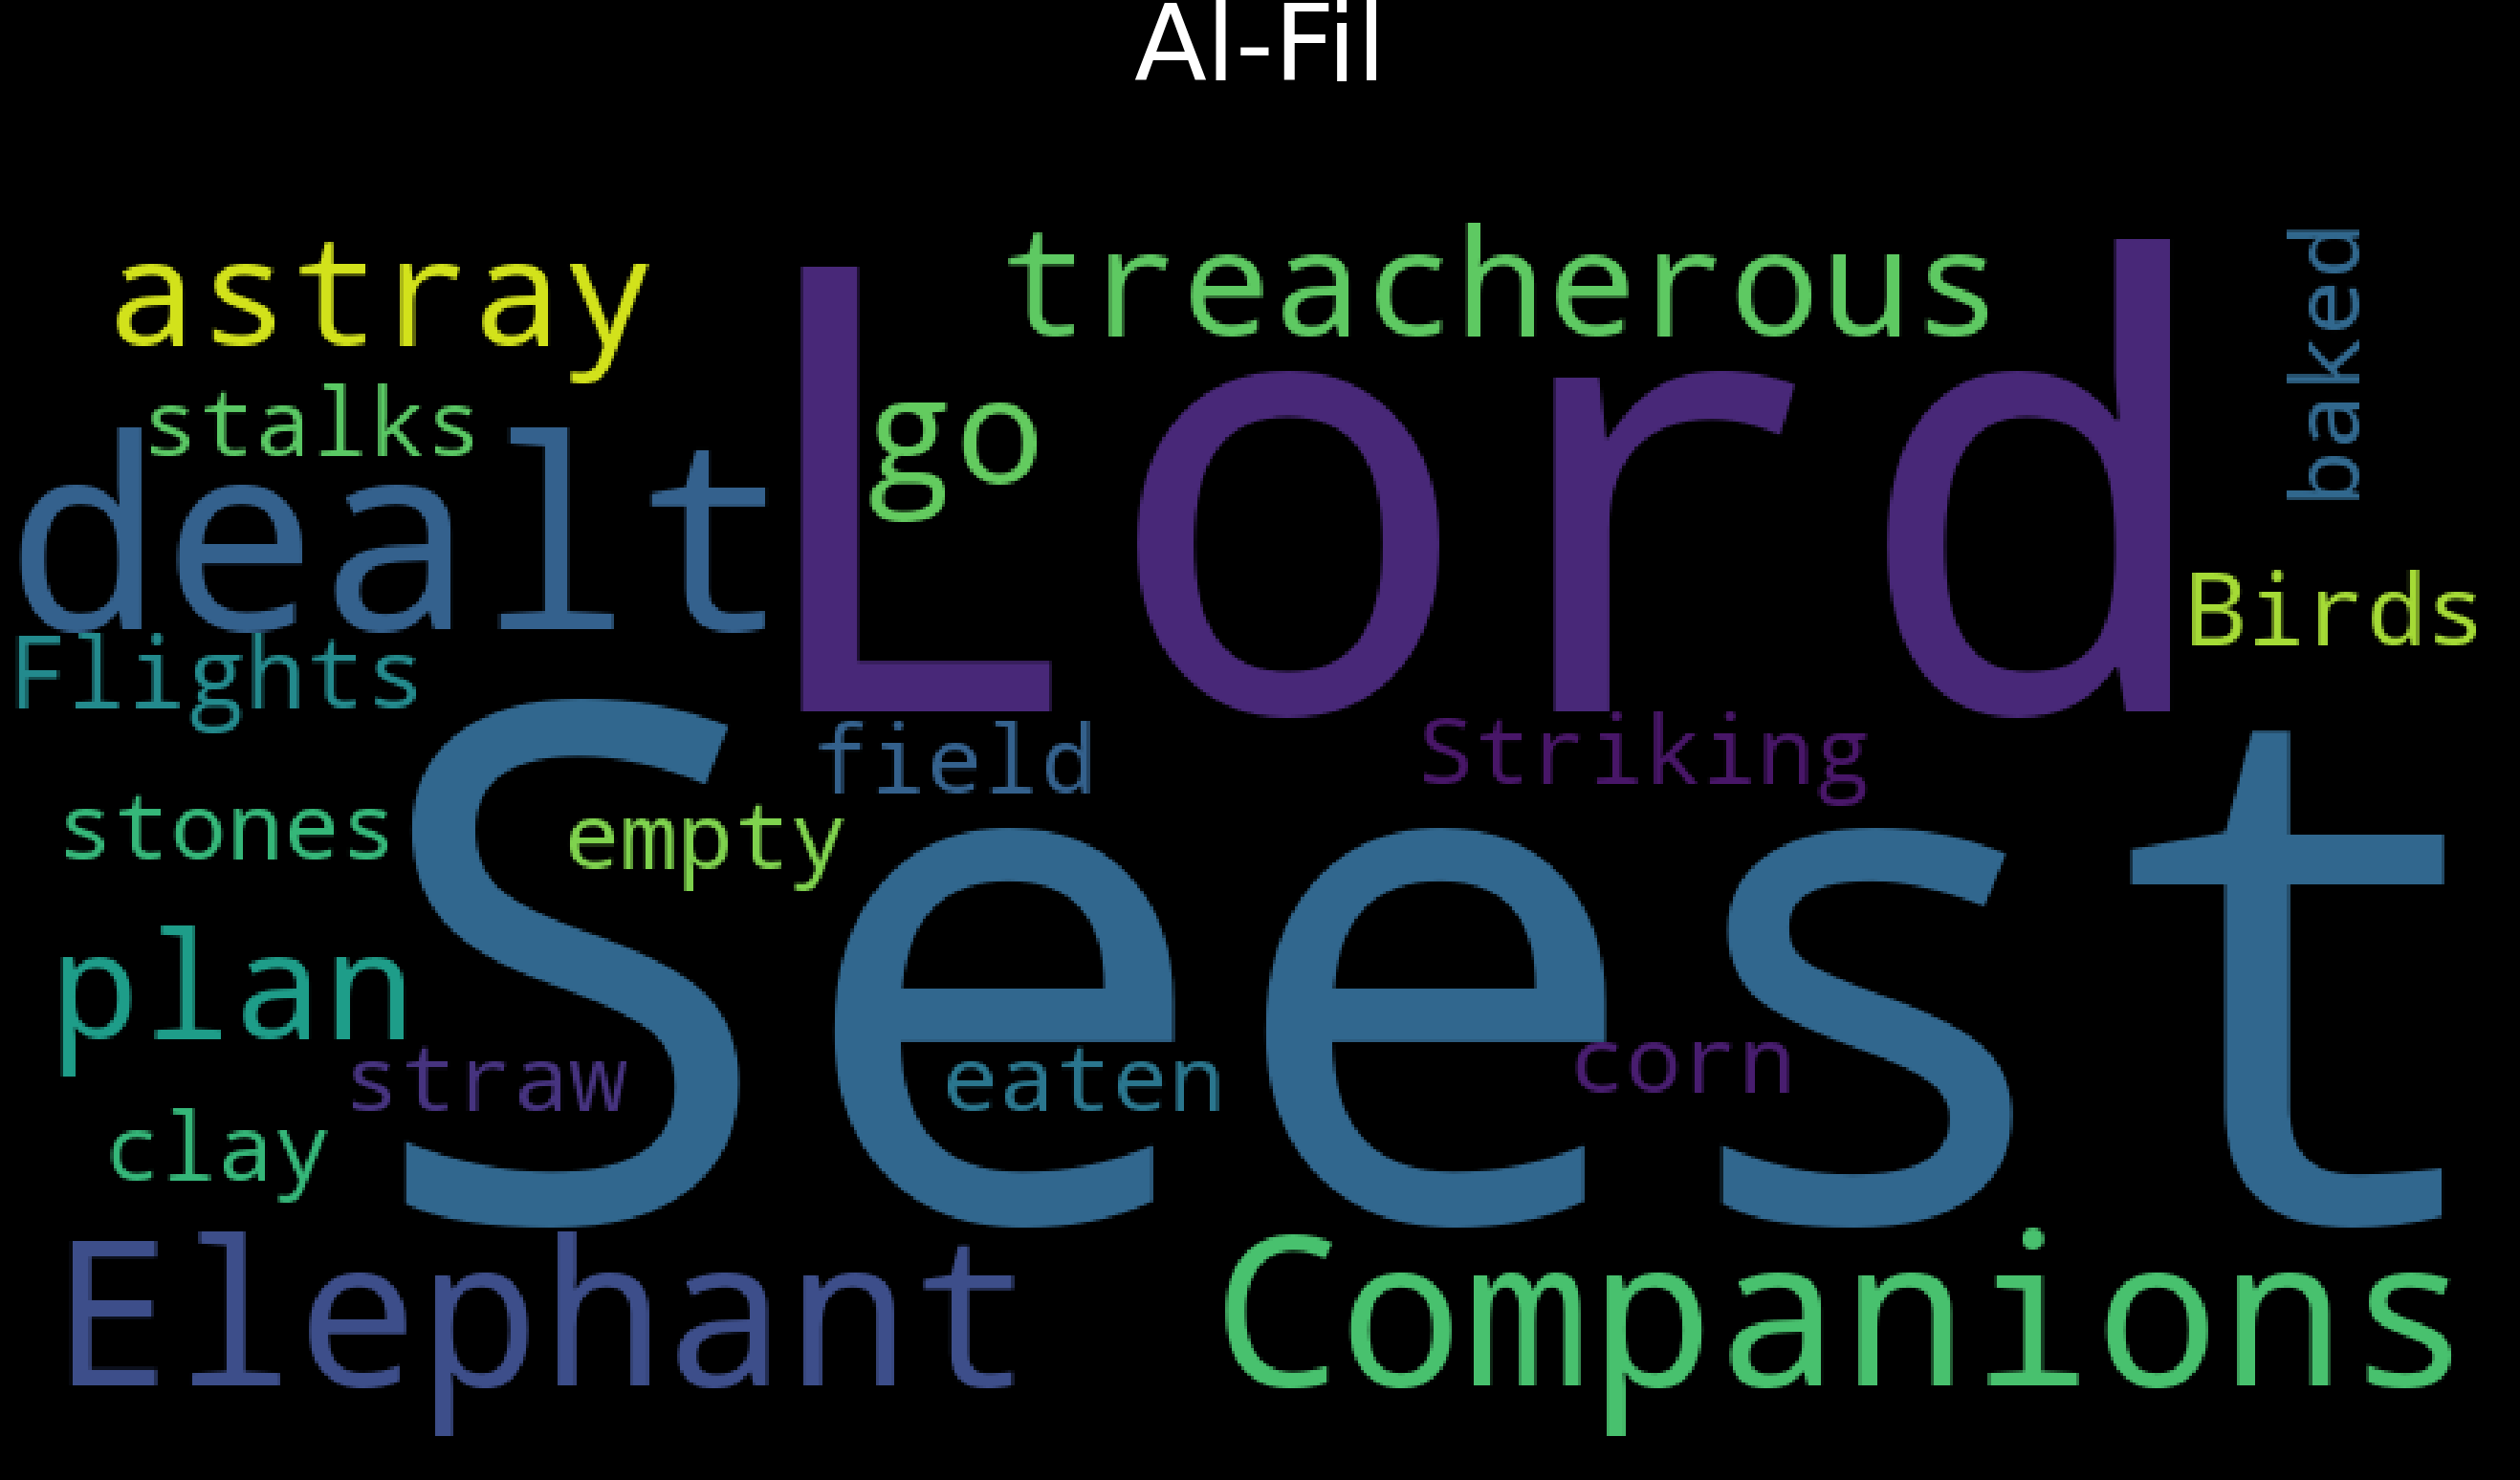 Al-Fil
astray
treacherous
baked
stalks
go
Lord
dealt
Birds
Flights
field
Striking
stones
empty
Seest
plan
straw
eaten
corn
clay
Elephant
Companions